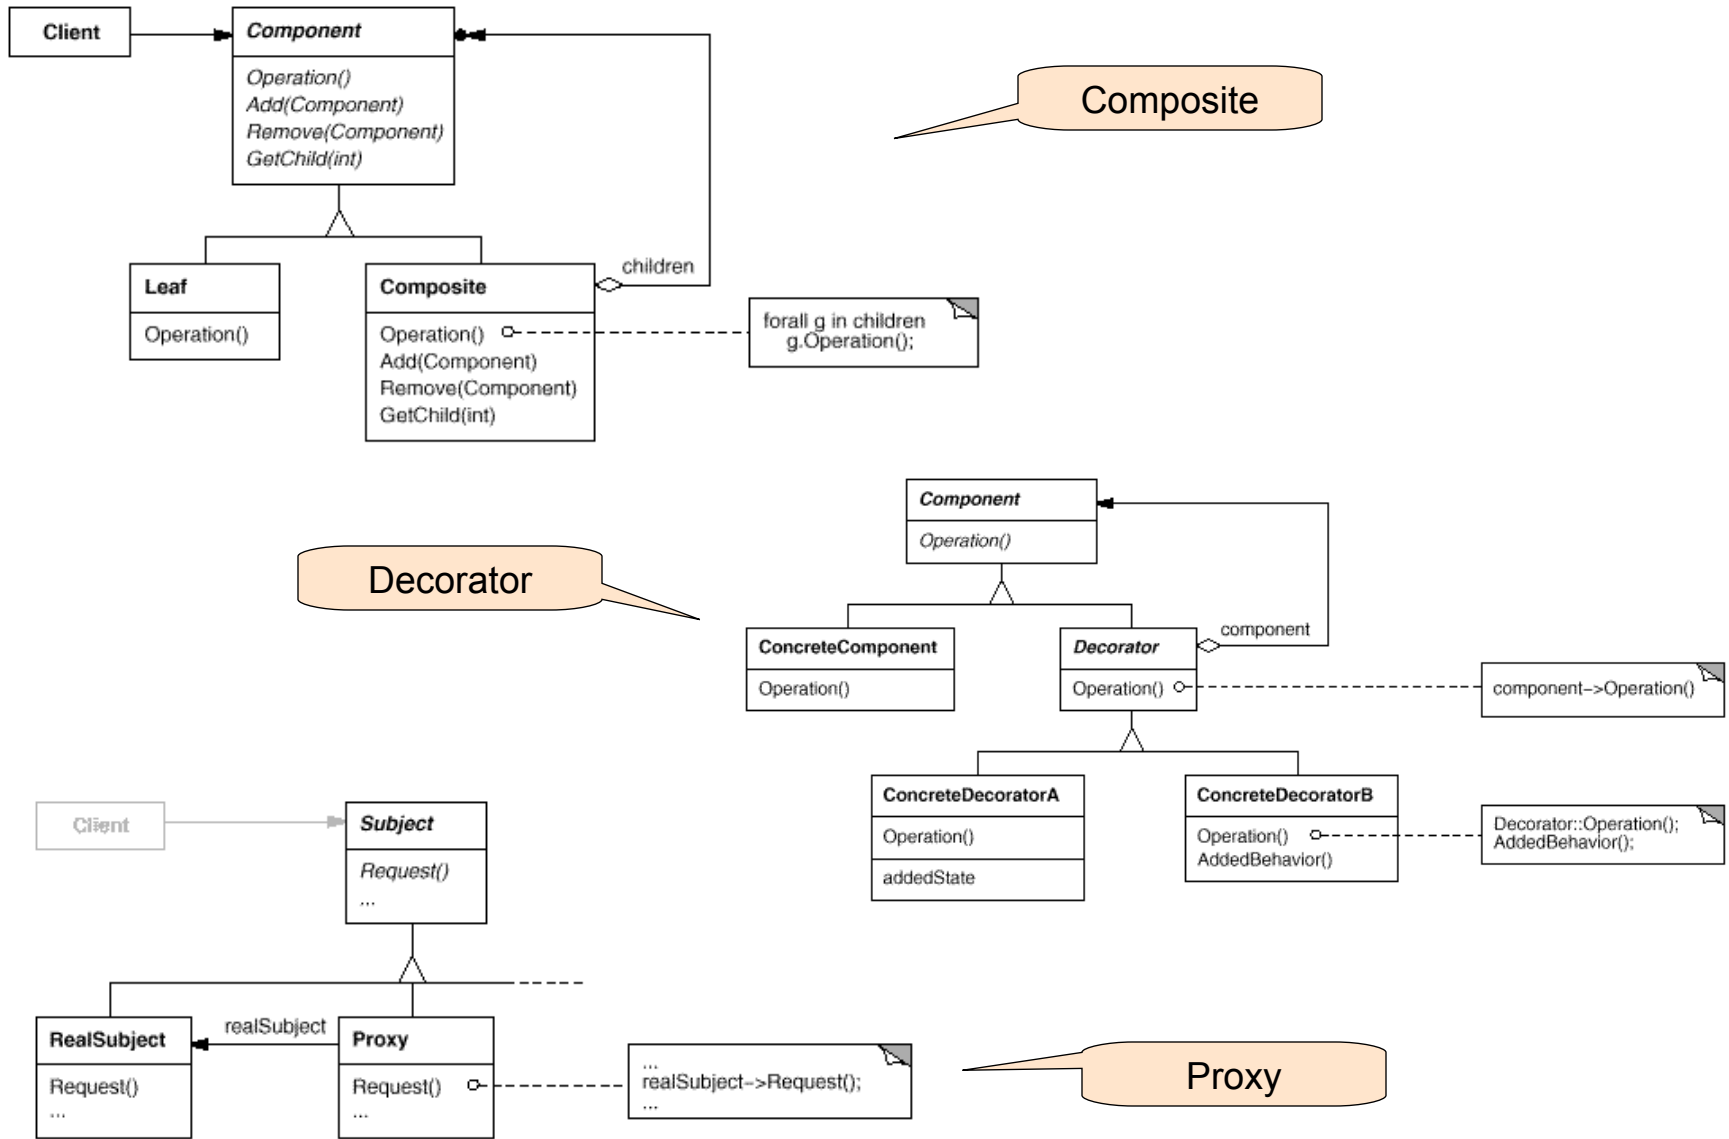 Client
Component
Operation()
Add(Component)
Remove(Component)
GetChild(int)
Composite
Leaf
Operation()
Composite
Operation()
Add(Component)
Remove(Component)
GetChild(int)
children
forall g in children
g.Operation();
Decorator
Component
Operation()
ConcreteComponent
Operation()
Decorator
Operation()
component
component->Operation()
ConcreteDecoratorA
Operation()
addedState
ConcreteDecoratorB
Operation()
AddedBehavior()
Decorator::Operation();
AddedBehavior();
Client
Subject
Request()
...
RealSubject
Request()
...
realSubject
Proxy
Request()
...
...
realSubject->Request();
...
Proxy